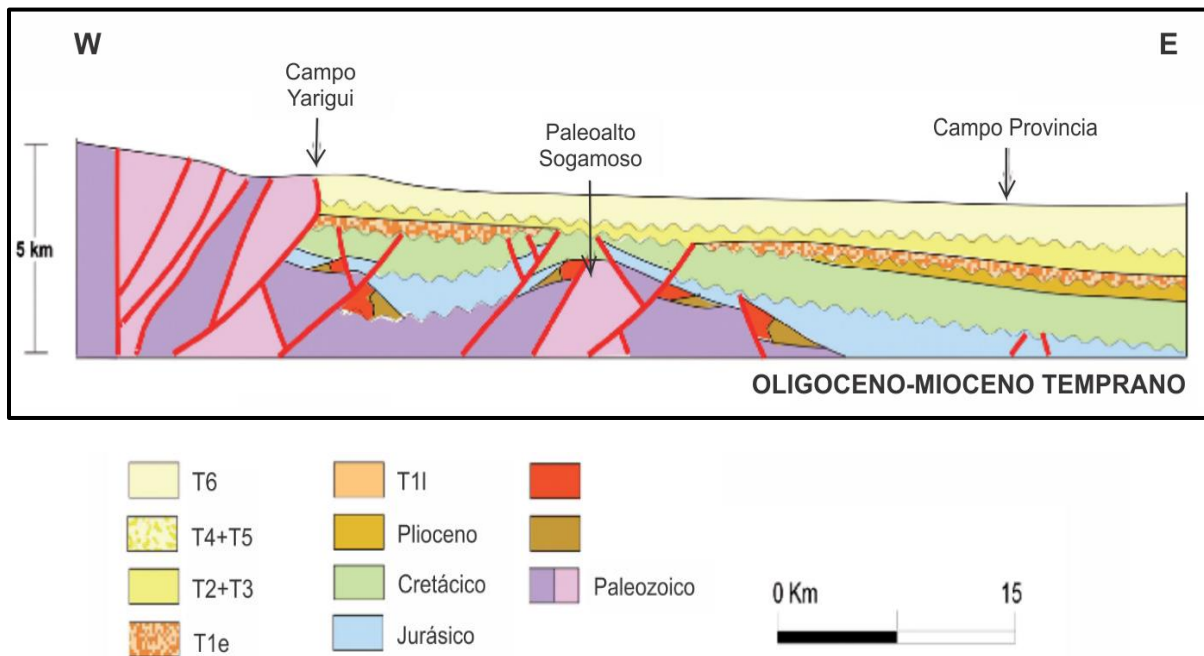 W
E
Campo
Yarigui
Paleoalto
Sogamoso
Campo Provincia
5 km
OLIGOCENO-MIOCENO TEMPRANO
T6
T4+T5
T2+T3
T1e
T1l
Plioceno
Cretácico
Jurásico
Paleozoico
0 Km
15